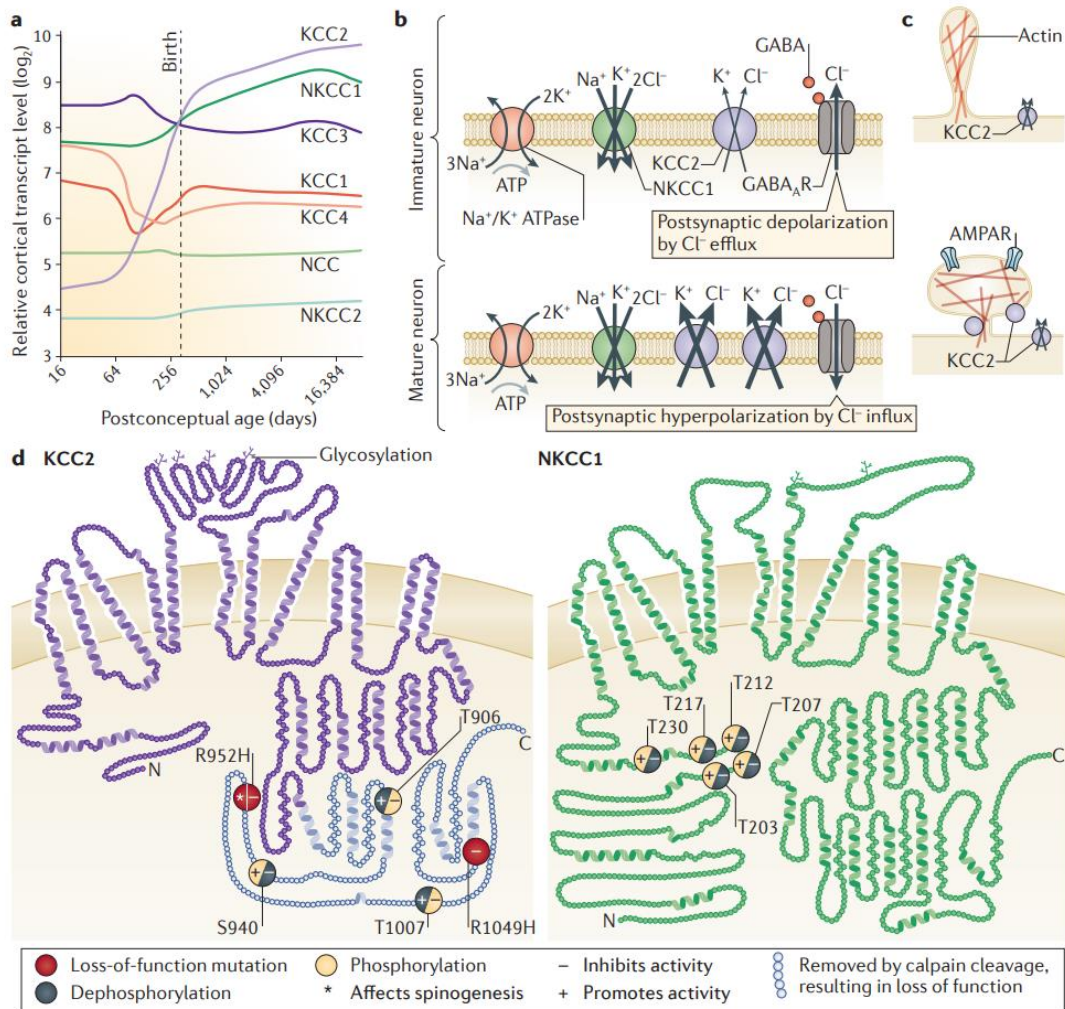 a
Relative cortical transcript level (log2)
10
9
8
7
6
5
4
3
Birth
KCC2
NKCC1
KCC3
KCC1
KCC4
NCC
NKCC2
16
64
256
1,024
4,096
16,384
Postconceptual age (days)
b
Immature neuron
2K+
3Na+
ATP
Na+/K+ ATPase
Na+ K+ 2Cl−
K+ Cl−
KCC2
NKCC1
GABA
Cl−
GABAAR
Postsynaptic depolarization
by Cl− efflux
Mature neuron
2K+
3Na+
ATP
Na+ K+ 2Cl−
K+ Cl−
K+ Cl−
Cl−
Postsynaptic hyperpolarization by Cl− influx
c
Actin
KCC2
AMPAR
KCC2
d KCC2
Glycosylation
N
R952H
* −
T906
+ −
C
−
+ −
+ −
S940
T1007
R1049H
NKCC1
T212
T217
T207
T230
+ −
+ −
+ −
+ −
+ −
T203
C
N
Loss-of-function mutation
Dephosphorylation
Phosphorylation
* Affects spinogenesis
− Inhibits activity
+ Promotes activity
Removed by calpain cleavage,
resulting in loss of function